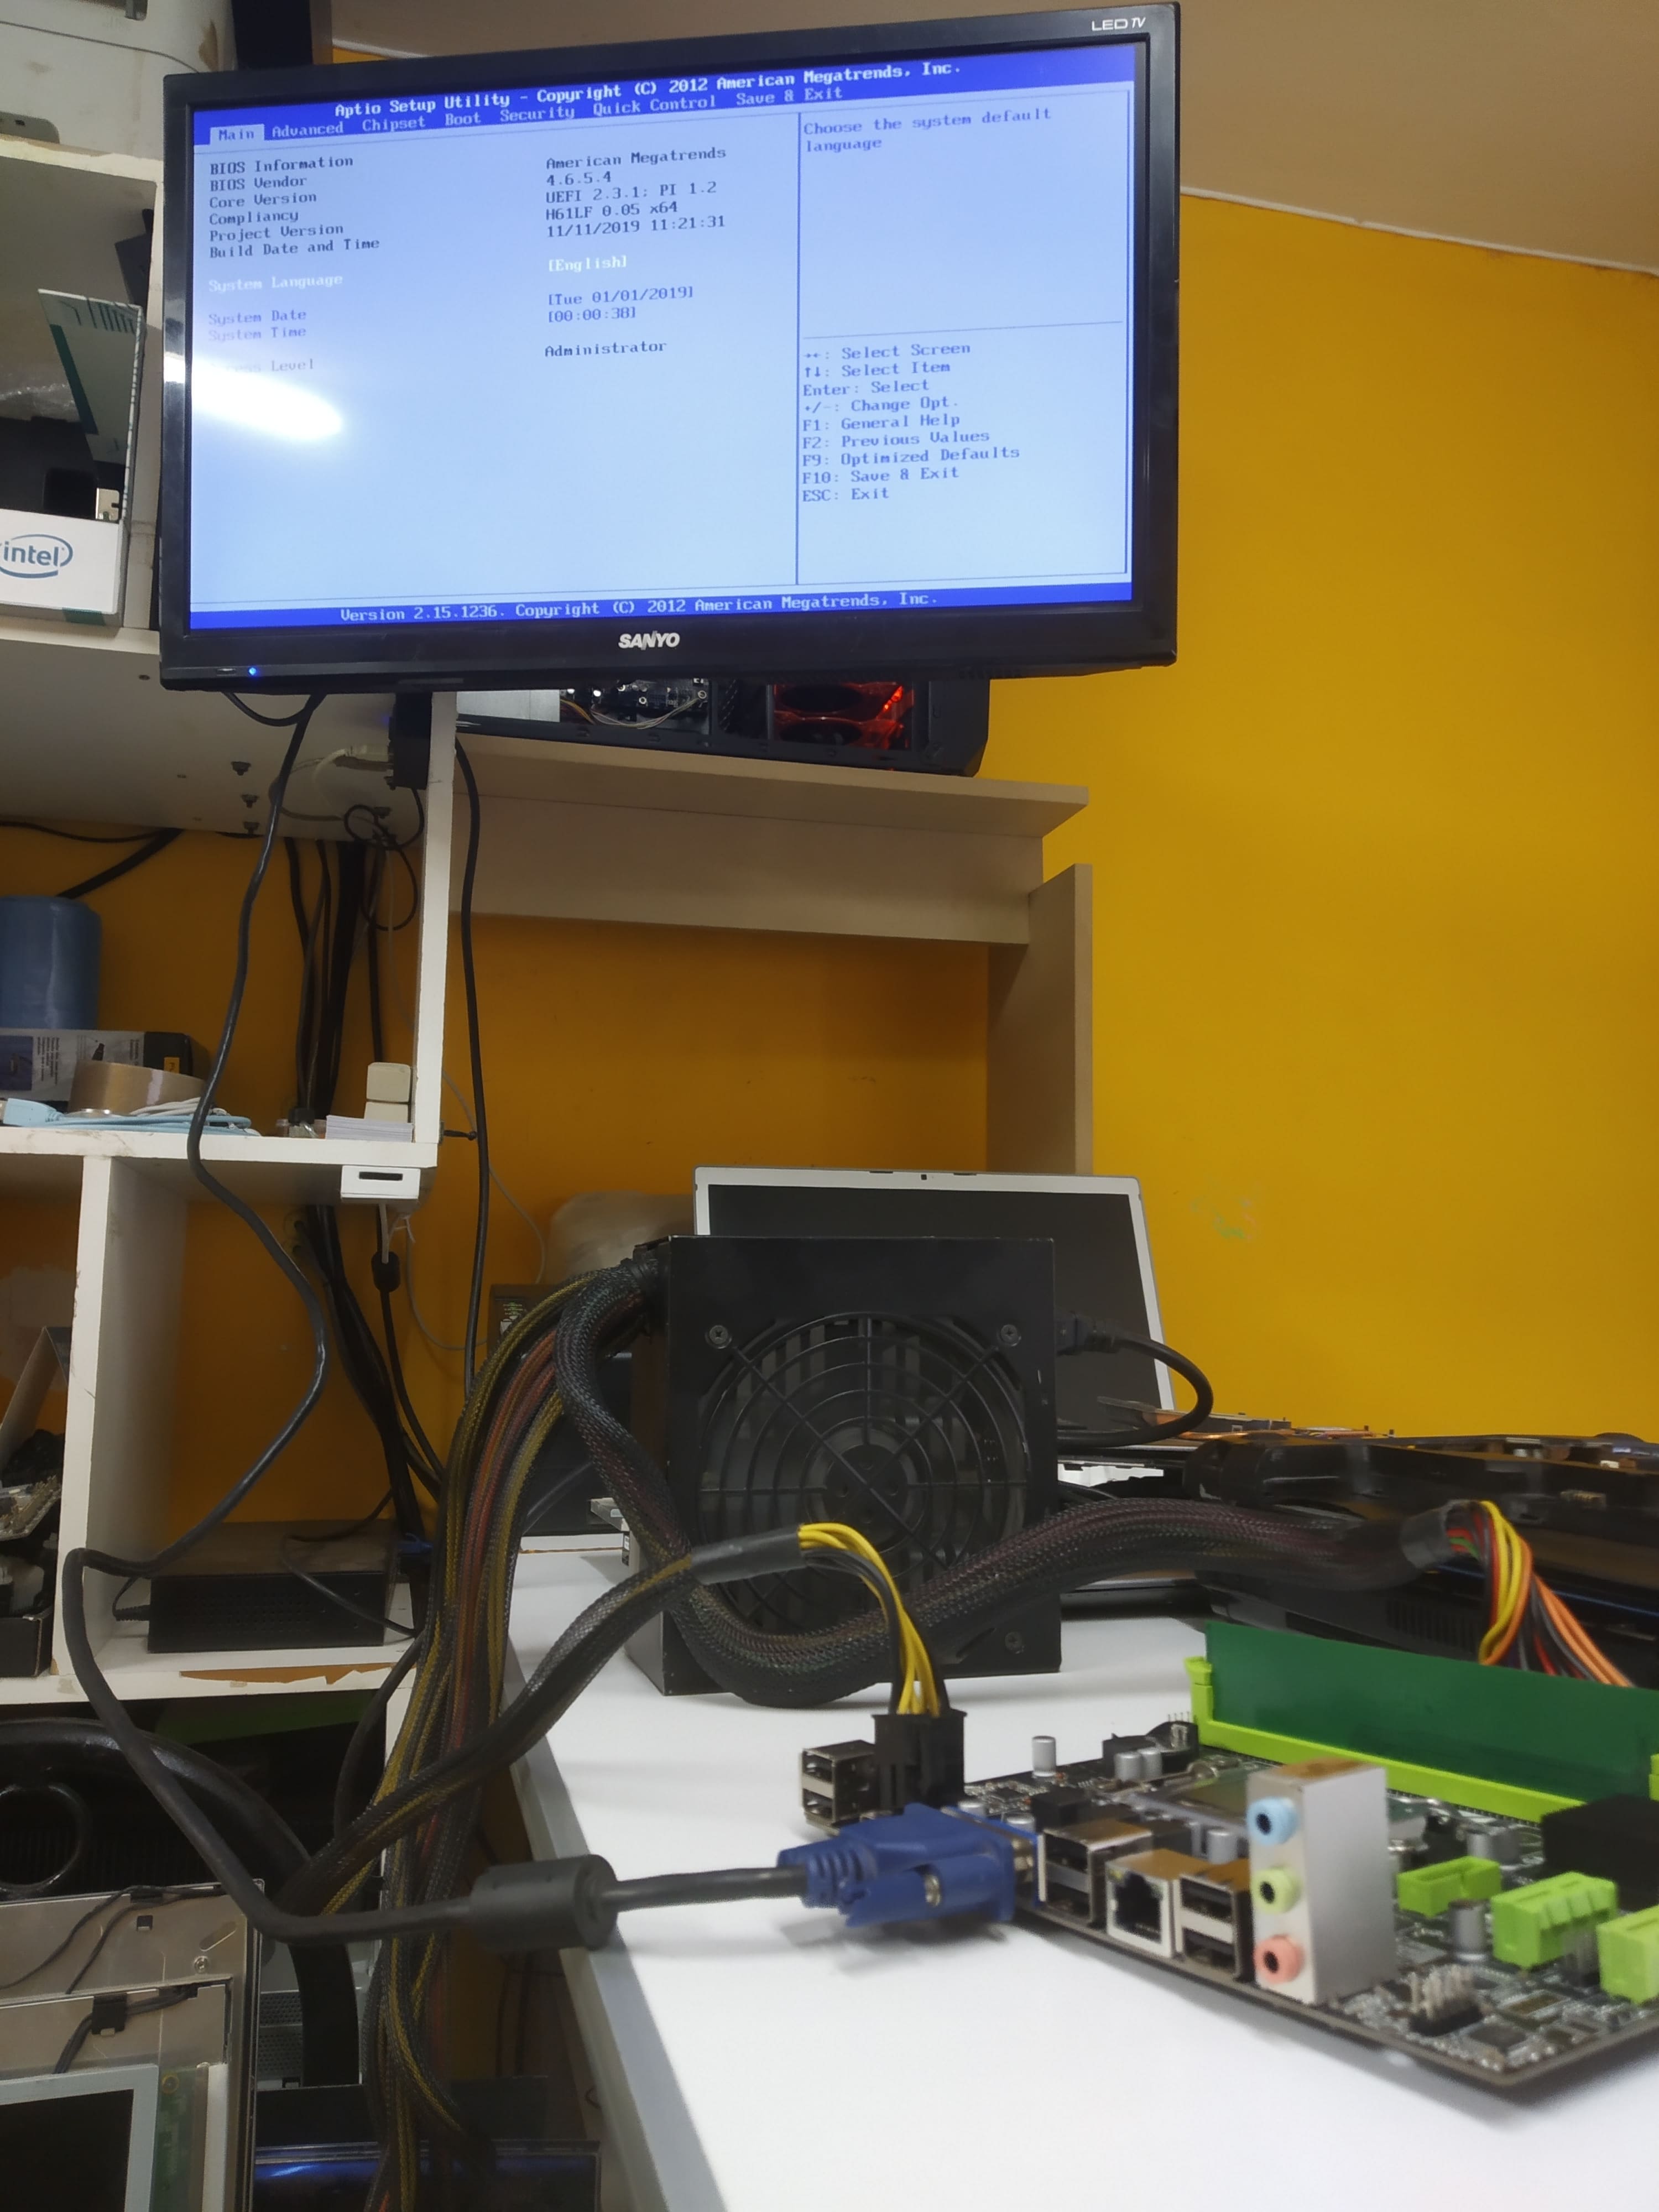 LED TV
Aptio Setup Utility - Copyright (C) 2012 American Megatrends, Inc.
Main Advanced Chipset Boot Security Quick Control Save & Exit
BIOS Information
BIOS Vendor American Megatrends
Core Version 4.6.5.4
Compliancy UEFI 2.3.1; PI 1.2
Project Version H61LF 0.05 x64
Build Date and Time 11/11/2019 11:21:31
System Language [English]
System Date [Tue 01/01/2019]
System Time [00:00:38]
Level Administrator
Choose the system default
language
↔: Select Screen
↑↓: Select Item
Enter: Select
+/-: Change Opt.
F1: General Help
F2: Previous Values
F9: Optimized Defaults
F10: Save & Exit
ESC: Exit
Version 2.15.1236. Copyright (C) 2012 American Megatrends, Inc.
SANYO
intel